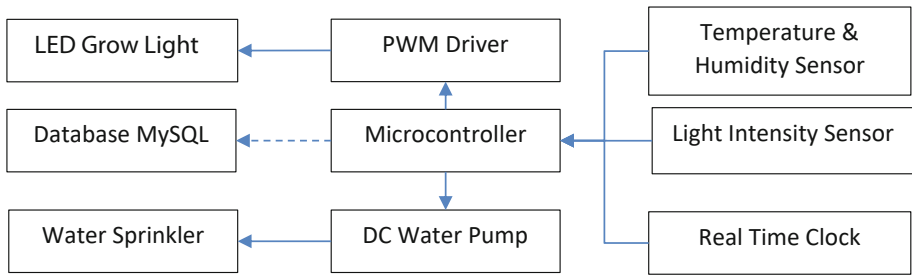 LED Grow Light
PWM Driver
Temperature &
Humidity Sensor
Database MySQL
Microcontroller
Light Intensity Sensor
Water Sprinkler
DC Water Pump
Real Time Clock